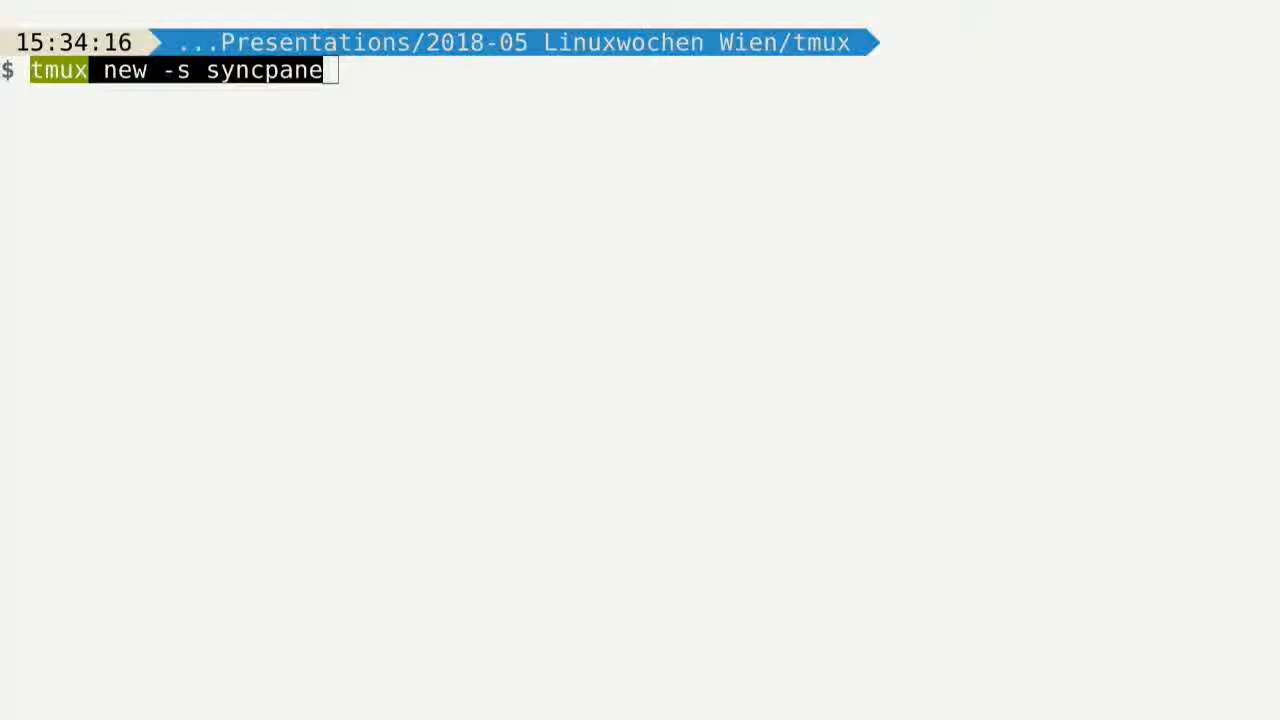 15:34:16 ...Presentations/2018-05 Linuxwochen Wien/tmux
$ tmux new -s syncpane